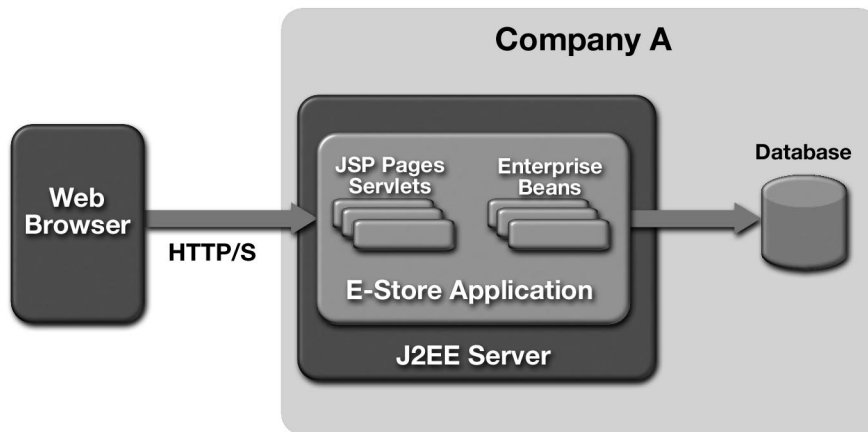 Company A
Web
Browser
HTTP/S
JSP Pages
Servlets
Enterprise
Beans
E-Store Application
J2EE Server
Database